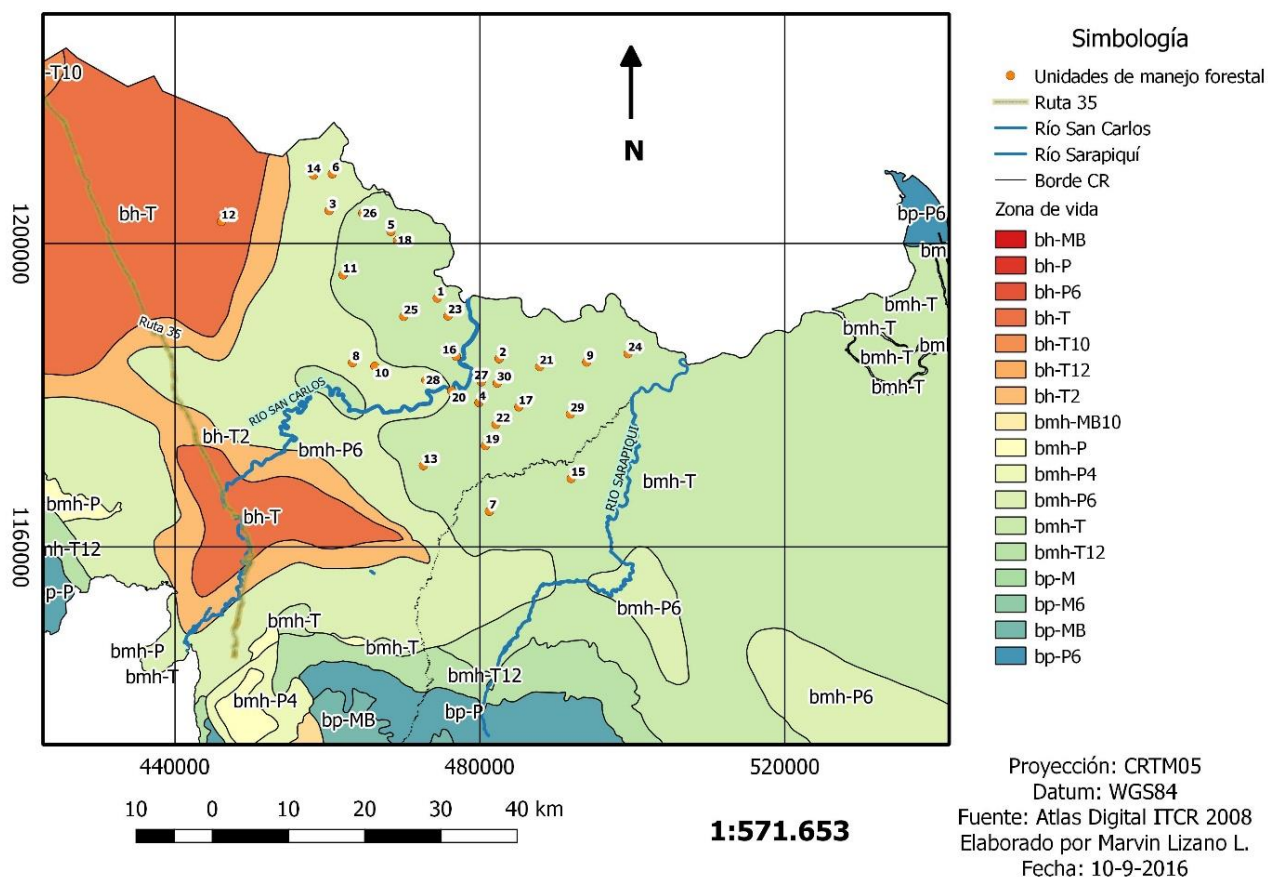 -T10
bh-T
12
14
6
3
26
5
18
11
1
25
23
Ruta 35
8
10
16
2
21
9
24
28
27
30
20
4
17
29
22
19
13
15
7
RIO SAN CARLOS
bh-T2
bmh-P6
bh-T
RIO SARAPIQUI
bmh-T
bmh-P
nh-T12
p-P
bmh-P
bmh-T
bmh-T
bmh-T
bmh-P4
bp-MB
bmh-T12
bp-P
bmh-P6
bmh-P6
bp-P6
bm
bmh-T
bmh-T
bmh-T
bmh
bmh-T
N
1200000
1160000
440000
480000
520000
10 0 10 20 30 40 km
1:571.653
Simbología
Unidades de manejo forestal
Ruta 35
Río San Carlos
Río Sarapiquí
Borde CR
Zona de vida
bh-MB
bh-P
bh-P6
bh-T
bh-T10
bh-T12
bh-T2
bmh-MB10
bmh-P
bmh-P4
bmh-P6
bmh-T
bmh-T12
bp-M
bp-M6
bp-MB
bp-P6
Proyección: CRTM05
Datum: WGS84
Fuente: Atlas Digital ITCR 2008
Elaborado por Marvin Lizano L.
Fecha: 10-9-2016